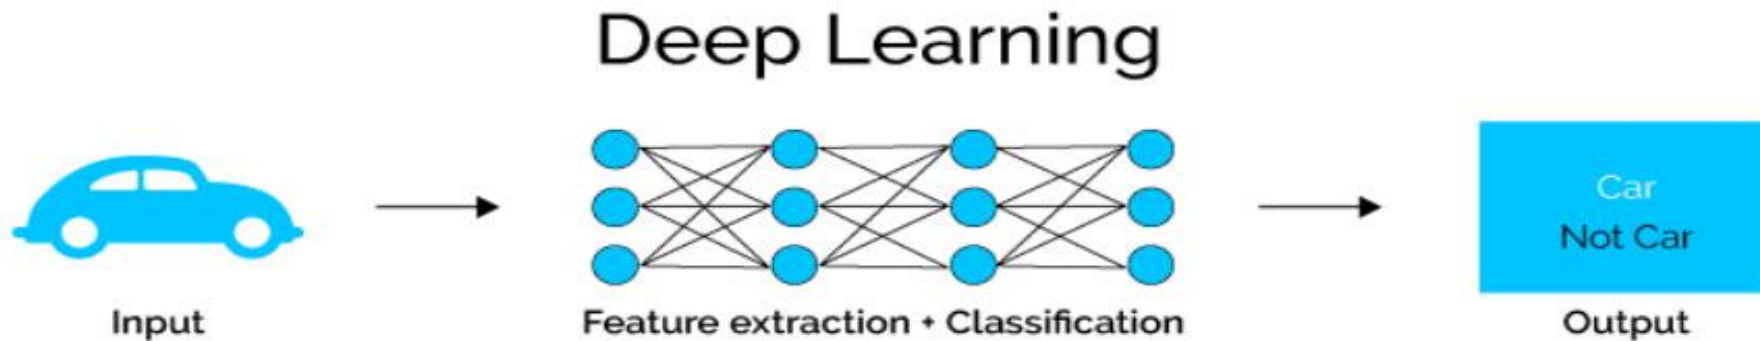 Deep Learning
Car
Not Car
Input
Feature extraction + Classification
Output